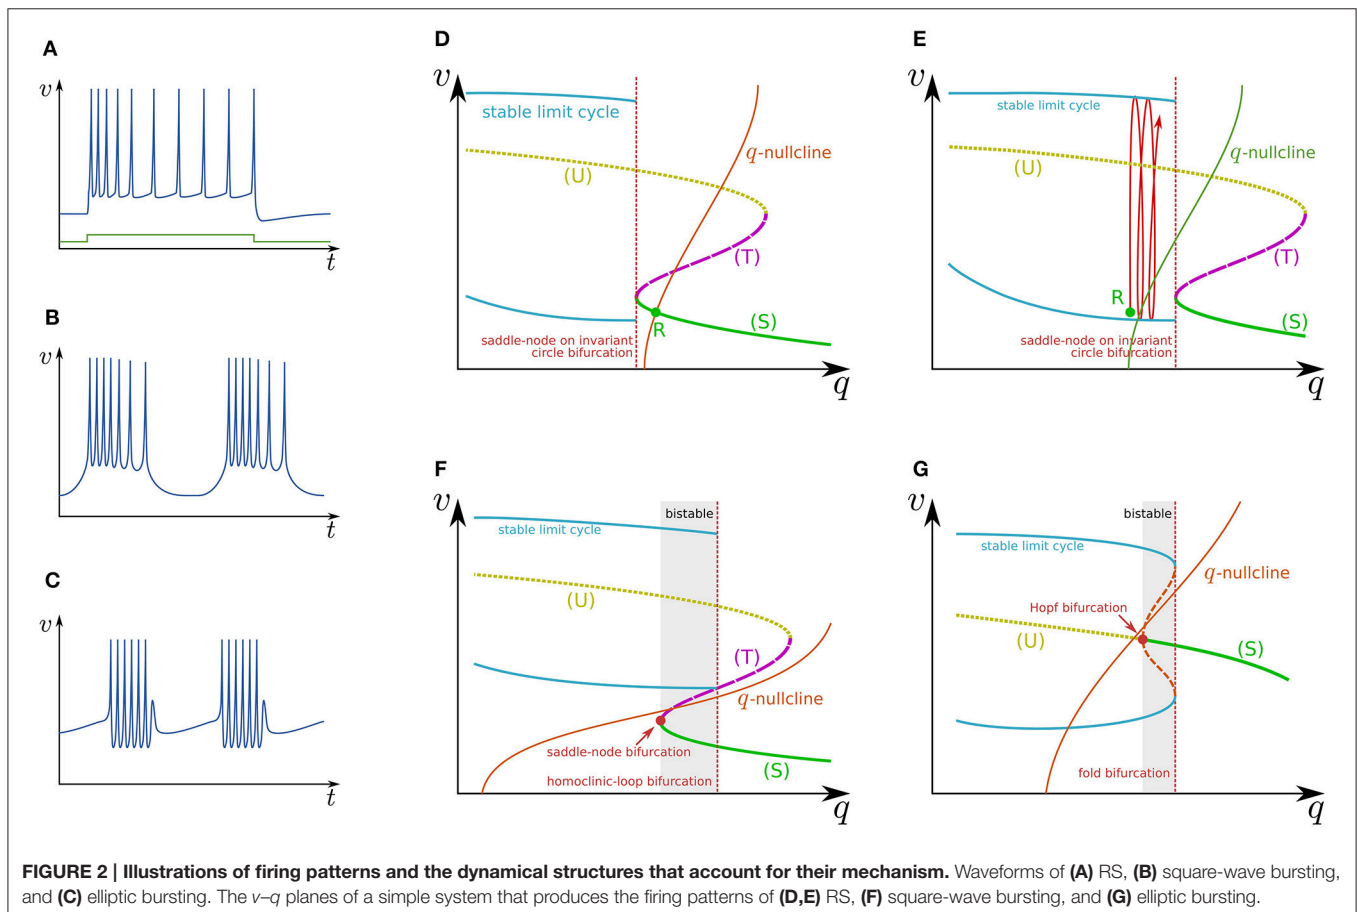 A
v
t
B
v
t
C
v
t
D
v
stable limit cycle
q-nullcline
(U)
(T)
R
(S)
saddle-node on invariant
circle bifurcation
q
E
v
stable limit cycle
q-nullcline
(U)
(T)
R
(S)
saddle-node on invariant
circle bifurcation
q
F
v
bistable
stable limit cycle
(U)
(T)
q-nullcline
saddle-node bifurcation
(S)
homoclinic-loop bifurcation
q
G
v
bistable
stable limit cycle
q-nullcline
Hopf bifurcation
(U)
(S)
fold bifurcation
q
FIGURE 2 | Illustrations of firing patterns and the dynamical structures that account for their mechanism. Waveforms of (A) RS, (B) square-wave bursting,
and (C) elliptic bursting. The v–q planes of a simple system that produces the firing patterns of (D,E) RS, (F) square-wave bursting, and (G) elliptic bursting.